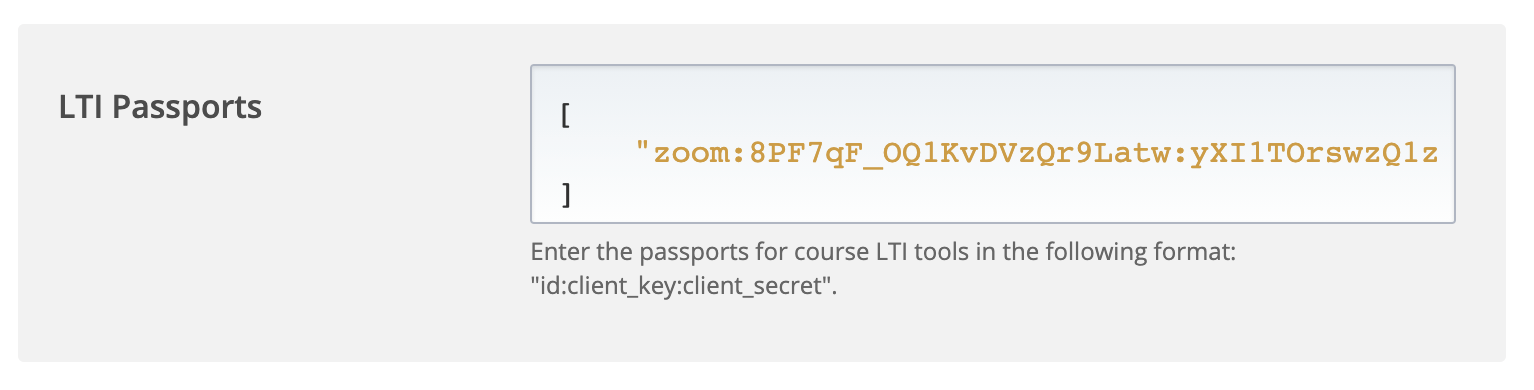 LTI Passports
[
"zoom:8PF7qF_OQ1KvDVzQr9Latw:yXI1TOrswzQ1z
]
Enter the passports for course LTI tools in the following format:
"id:client_key:client_secret".